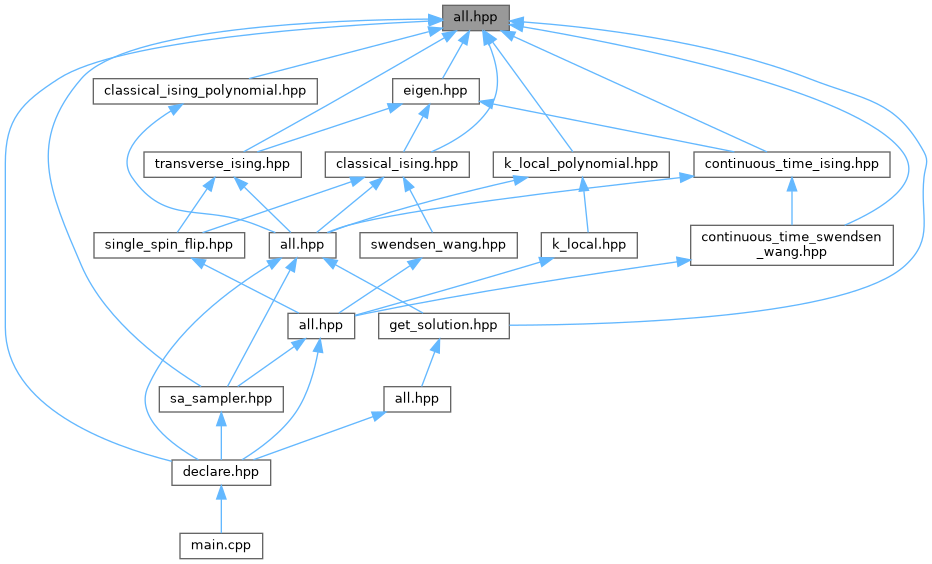 all.hpp
classical_ising_polynomial.hpp
eigen.hpp
transverse_ising.hpp
classical_ising.hpp
k_local_polynomial.hpp
continuous_time_ising.hpp
single_spin_flip.hpp
all.hpp
swendsen_wang.hpp
k_local.hpp
continuous_time_swendsen
_wang.hpp
all.hpp
get_solution.hpp
sa_sampler.hpp
all.hpp
declare.hpp
main.cpp